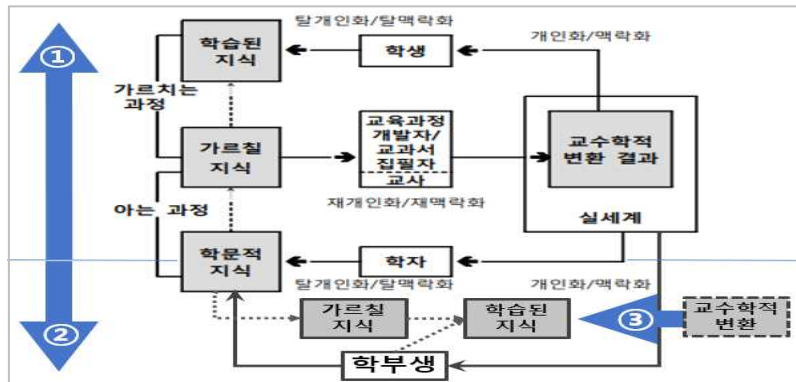 탈개인화/탈맥락화
개인화/맥락화
①
학습된
지식
학생
가르치는
과정
교육과정
개발자/
교과서
집필자
교사
가르칠
지식
교수학적
변환 결과
재개인화/재맥락화
아는 과정
실세계
학문적
지식
학자
탈개인화/탈맥락화
개인화/맥락화
②
가르칠
지식
학습된
지식
③
교수학적
변환
학부생